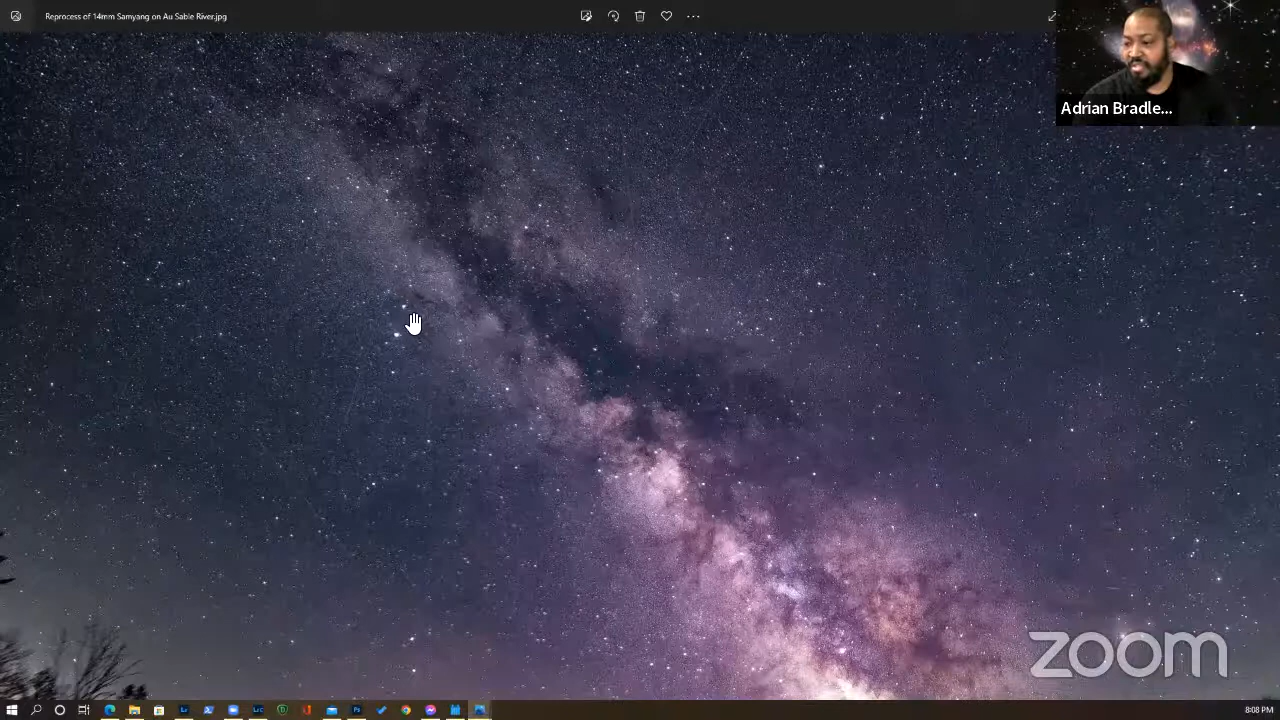 Reprocess of 14mm Samyang on Au Sable River.jpg
Adrian Bradle...
zoom
8:08 PM